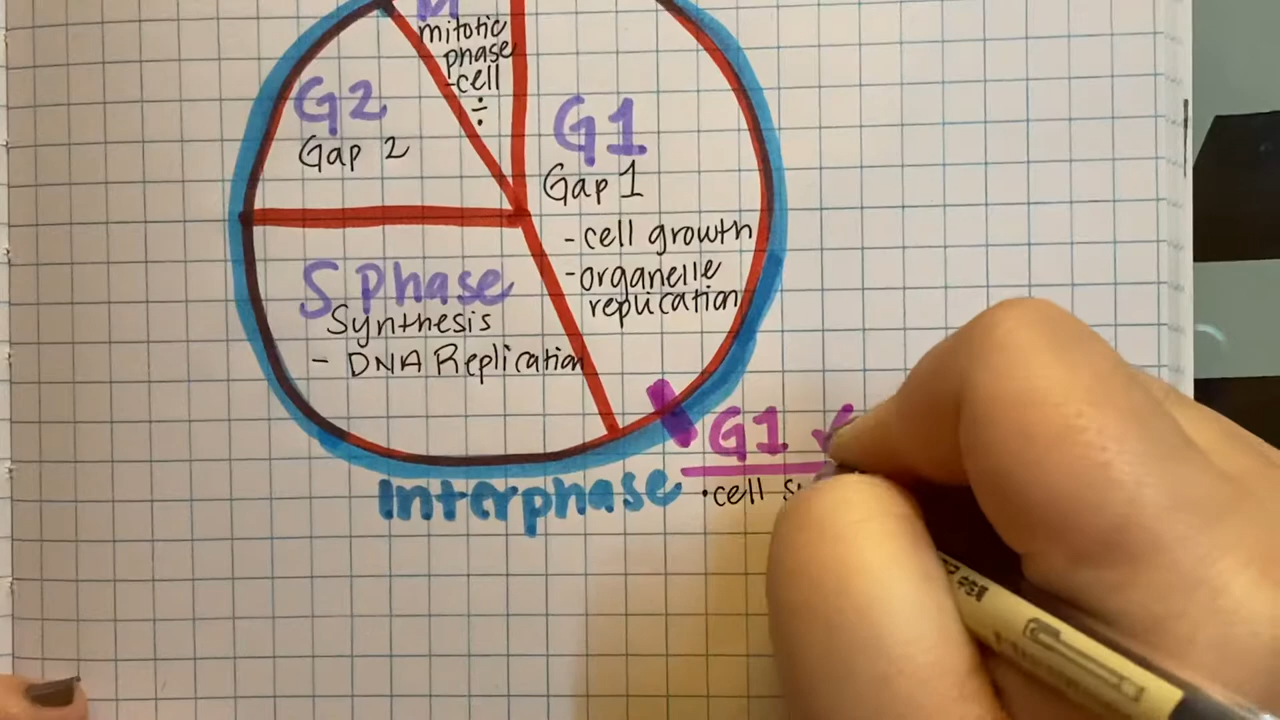 mitotic
phase
-cell
÷
G2
Gap 2
G1
Gap 1
- cell growth
- organelle
replication
S Phase
Synthesis
- DNA Replication
G1
Interphase
• cell